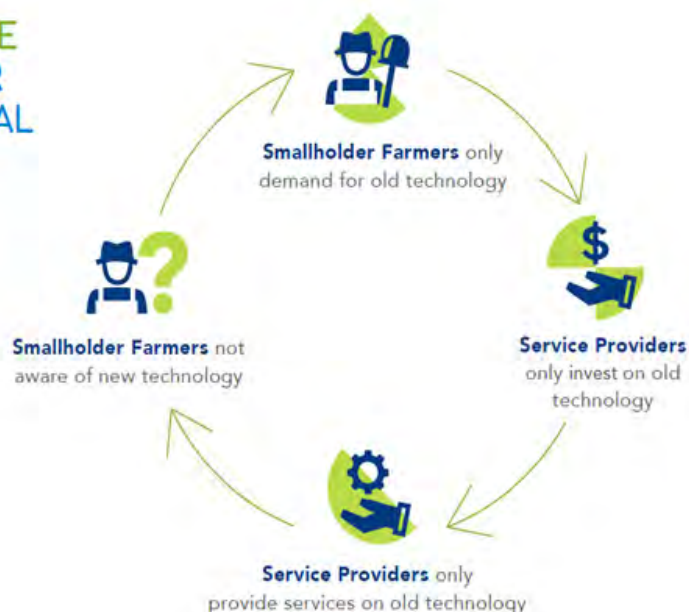 E
R
AL
Smallholder Farmers only
demand for old technology
$
?
Smallholder Farmers not
aware of new technology
Service Providers
only invest on old
technology
Service Providers only
provide services on old technology